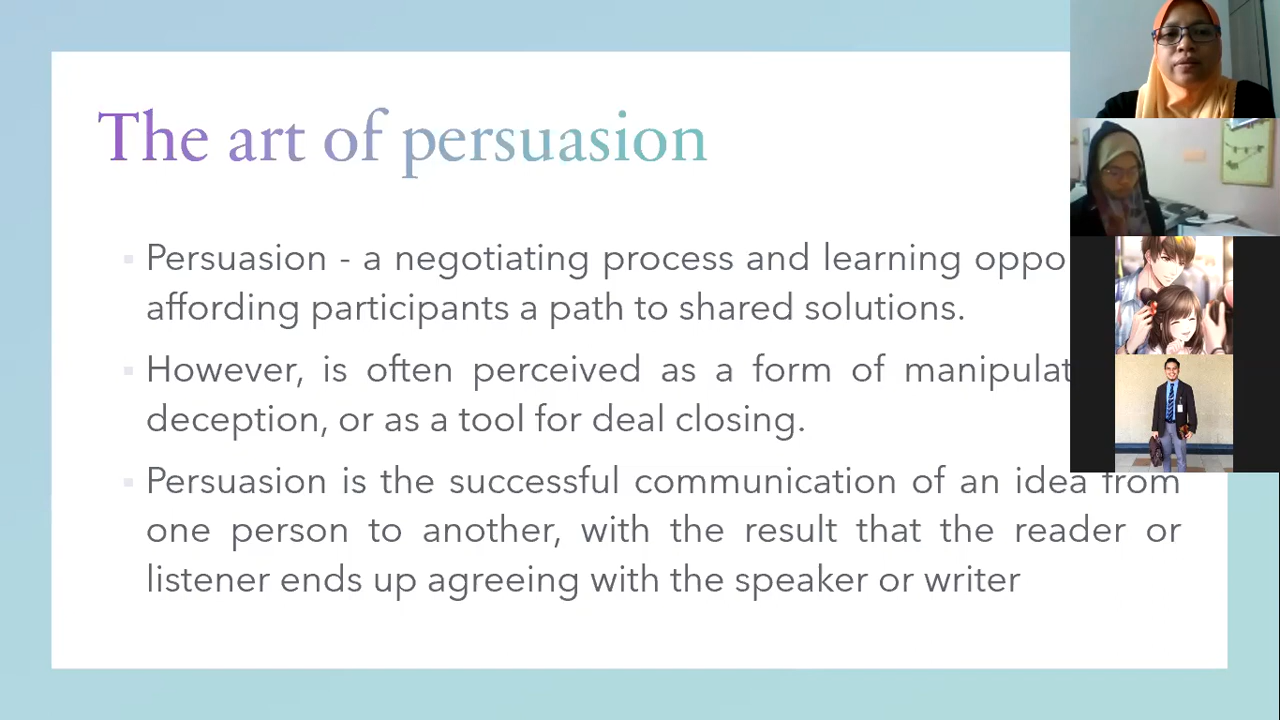 The art of persuasion
Persuasion - a negotiating process and learning
affording participants a path to shared solutions.
However, is often perceived as a form of
deception, or as a tool for deal closing.
Persuasion is the successful communication of an idea from
one person to another, with the result that the reader or
listener ends up agreeing with the speaker or writer